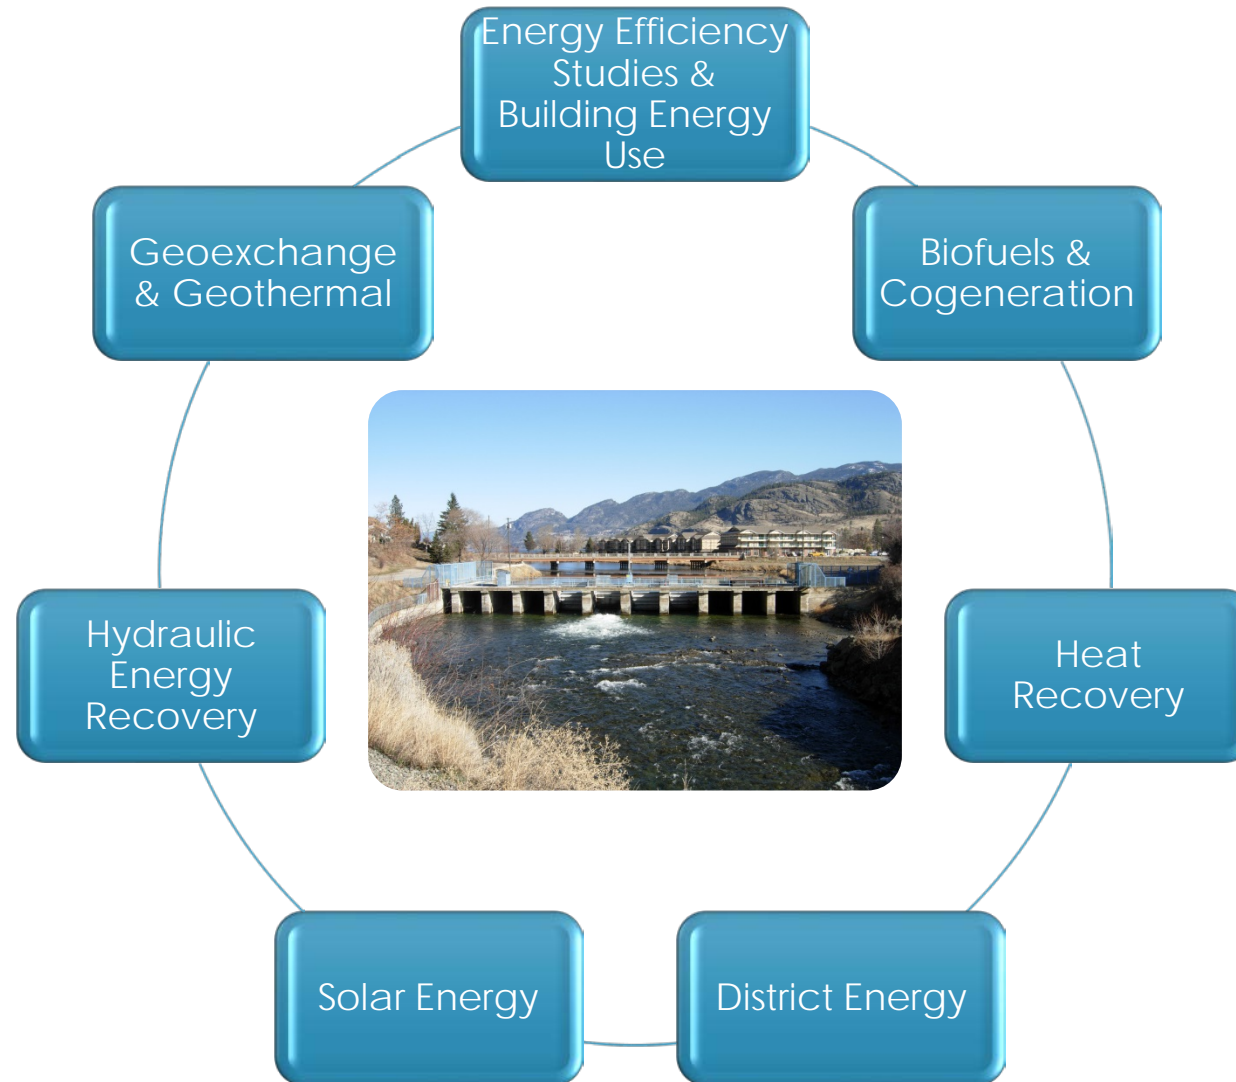 Energy Efficiency
Studies &
Building Energy
Use
Biofuels &
Cogeneration
Heat
Recovery
District Energy
Solar Energy
Hydraulic
Energy
Recovery
Geoexchange
& Geothermal